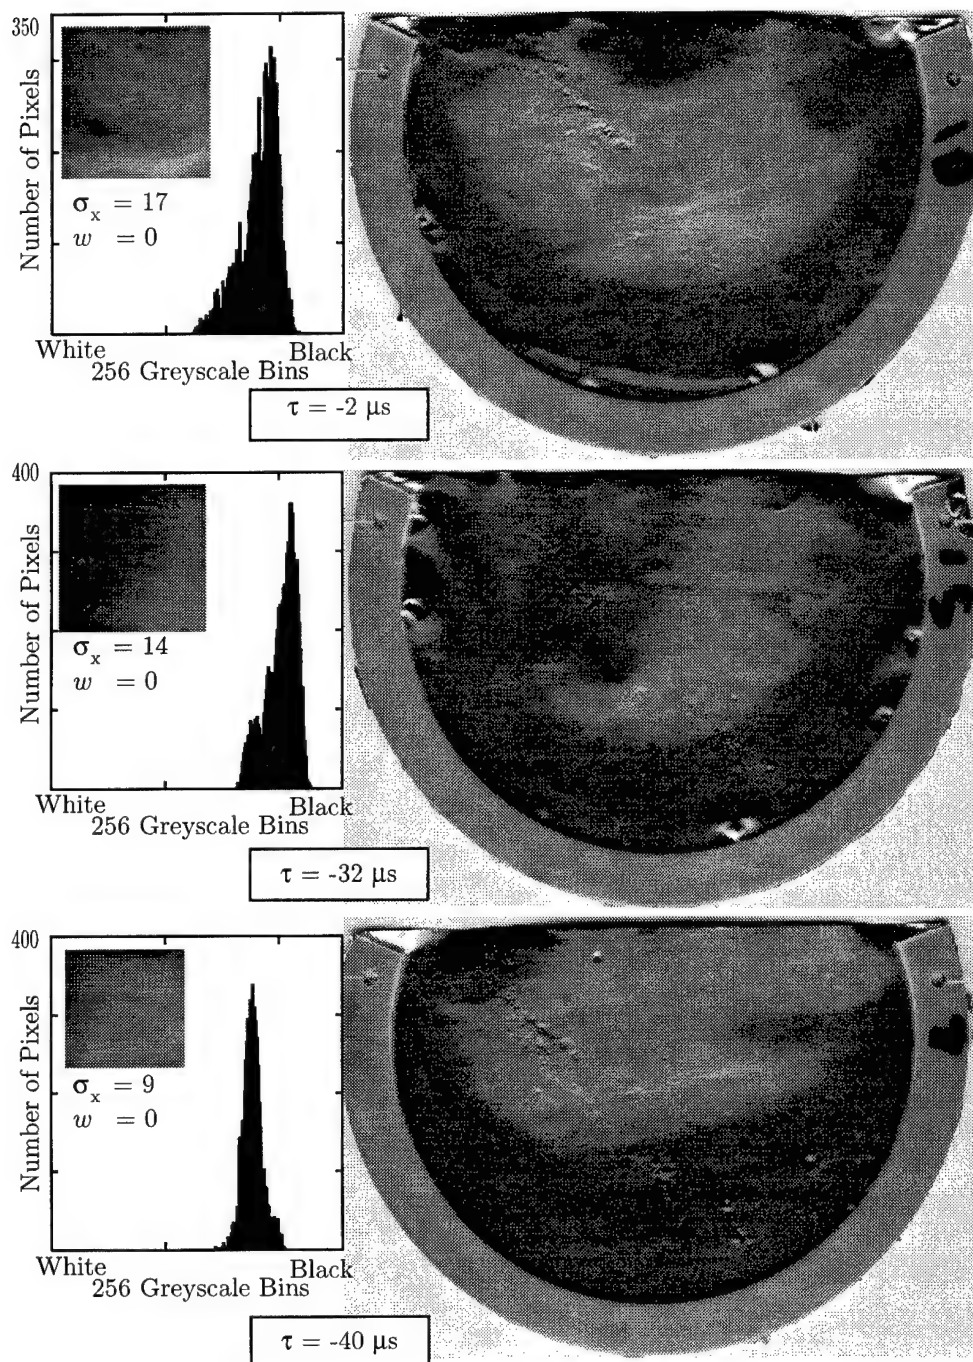 350
Number of Pixels
σx = 17
w = 0
White
Black
256 Greyscale Bins
τ = -2 μs
400
Number of Pixels
σx = 14
w = 0
White
Black
256 Greyscale Bins
τ = -32 μs
400
Number of Pixels
σx = 9
w = 0
White
Black
256 Greyscale Bins
τ = -40 μs